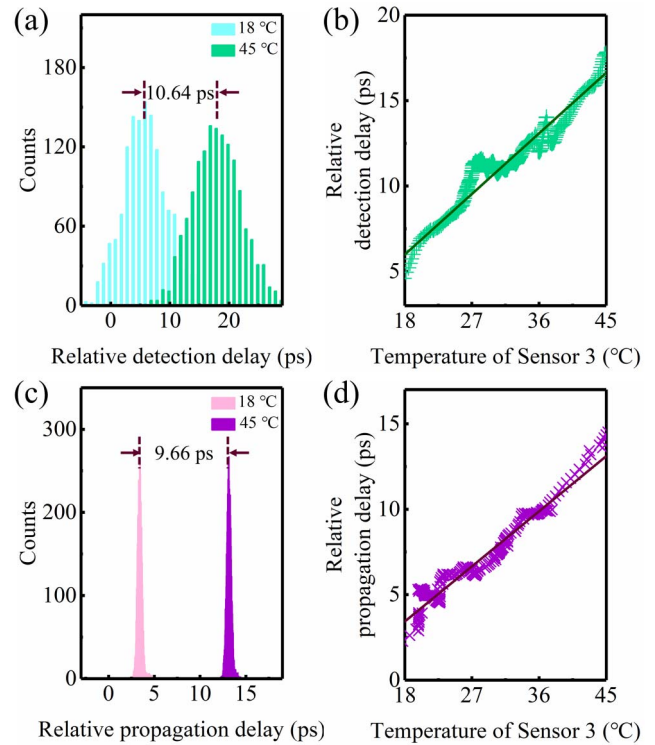 (a)
18 ℃
45 ℃
10.64 ps
180
120
60
0
Counts
0 10 20
Relative detection delay (ps)
(b)
20
15
10
5
Relative
detection delay (ps)
18 27 36 45
Temperature of Sensor 3 (℃)
(c)
18 ℃
45 ℃
9.66 ps
300
200
100
0
Counts
0 5 10 15
Relative propagation delay (ps)
(d)
15
10
5
0
Relative
propagation delay (ps)
18 27 36 45
Temperature of Sensor 3 (℃)